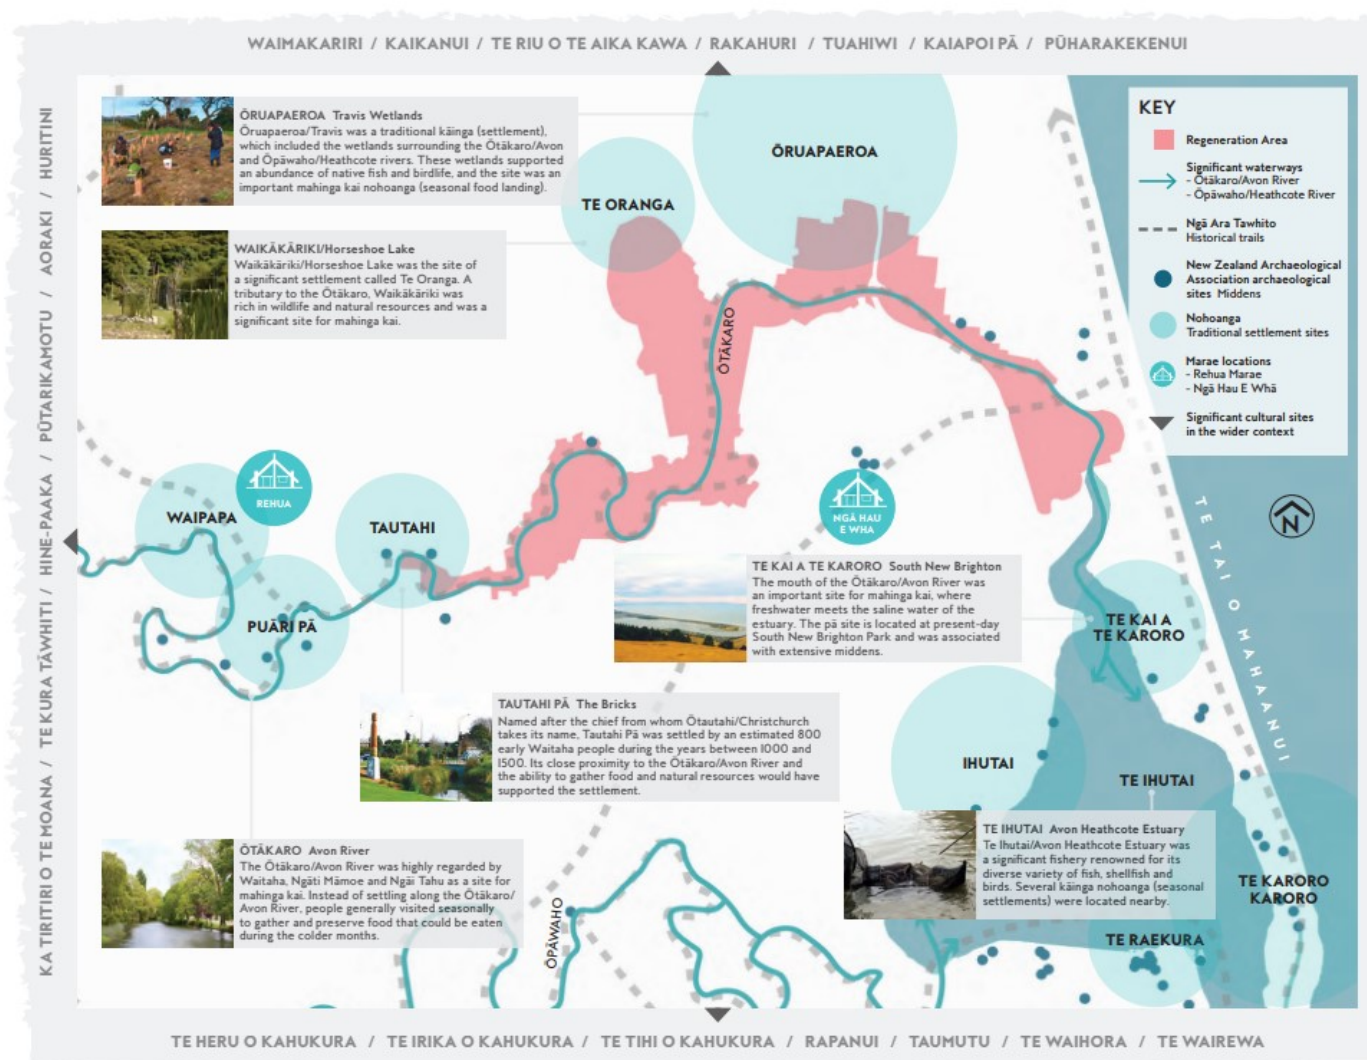 WAIMAKARIRI / KAIKANUI / TE RIU O TE AIKA KAWA / RAKAHURI / TUAHIWI / KAIAPOI PĀ / PŪHARAKEKENUI
KA TIRITIRI O TE MOANA / TE KURA TĀWHITI / HINE-PAAKA / PŪTARIKAMOTU / AORAKI / HURITINI
ŌRUAPAEROA Travis Wetlands
Ōruapaeroa/Travis was a traditional kāinga (settlement),
which included the wetlands surrounding the Ōtākaro/Avon
and Ōpāwaho/Heathcote rivers. These wetlands supported
an abundance of native fish and birdlife, and the site was an
important mahinga kai nohoanga (seasonal food landing).
WAIKĀKĀRIKI/Horseshoe Lake
Waikākāriki/Horseshoe Lake was the site of
a significant settlement called Te Oranga. A
tributary to the Ōtākaro, Waikākāriki was
rich in wildlife and natural resources and was a
significant site for mahinga kai.
TE ORANGA
ŌRUAPAEROA
KEY
Regeneration Area
Significant waterways
- Ōtākaro/Avon River
- Ōpāwaho/Heathcote River
Ngā Ara Tawhito
Historical trails
New Zealand Archaeological
Association archaeological
sites Middens
Nohoanga
Traditional settlement sites
Marae locations
- Rehua Marae
- Ngā Hau E Whā
Significant cultural sites
in the wider context
N
ŌTĀKARO
REHUA
WAIPAPA
TAUTAHI
PUĀRI PĀ
NGĀ HAU
E WHA
TE TAI O MAHAANUI
TE KAI A TE KARORO South New Brighton
The mouth of the Ōtākaro/Avon River was
an important site for mahinga kai, where
freshwater meets the saline water of the
estuary. The pā site is located at present-day
South New Brighton Park and was associated
with extensive middens.
TE KAI A
TE KARORO
TAUTAHI PĀ The Bricks
Named after the chief from whom Ōtautahi/Christchurch
takes its name, Tautahi Pā was settled by an estimated 800
early Waitaha people during the years between 1000 and
1500. Its close proximity to the Ōtākaro/Avon River and
the ability to gather food and natural resources would have
supported the settlement.
IHUTAI
TE IHUTAI
TE IHUTAI Avon Heathcote Estuary
Te Ihutai/Avon Heathcote Estuary was
a significant fishery renowned for its
diverse variety of fish, shellfish and
birds. Several kāinga nohoanga (seasonal
settlements) were located nearby.
ŌTĀKARO Avon River
The Ōtākaro/Avon River was highly regarded by
Waitaha, Ngāti Māmoe and Ngāi Tahu as a site for
mahinga kai. Instead of settling along the Ōtākaro/
Avon River, people generally visited seasonally
to gather and preserve food that could be eaten
during the colder months.
ŌPĀWAHO
TE KARORO
KARORO
TE RAEKURA
TE HERU O KAHUKURA / TE IRIKA O KAHUKURA / TE TIHI O KAHUKURA / RAPANUI / TAUMUTU / TE WAIHORA / TE WAIREWA